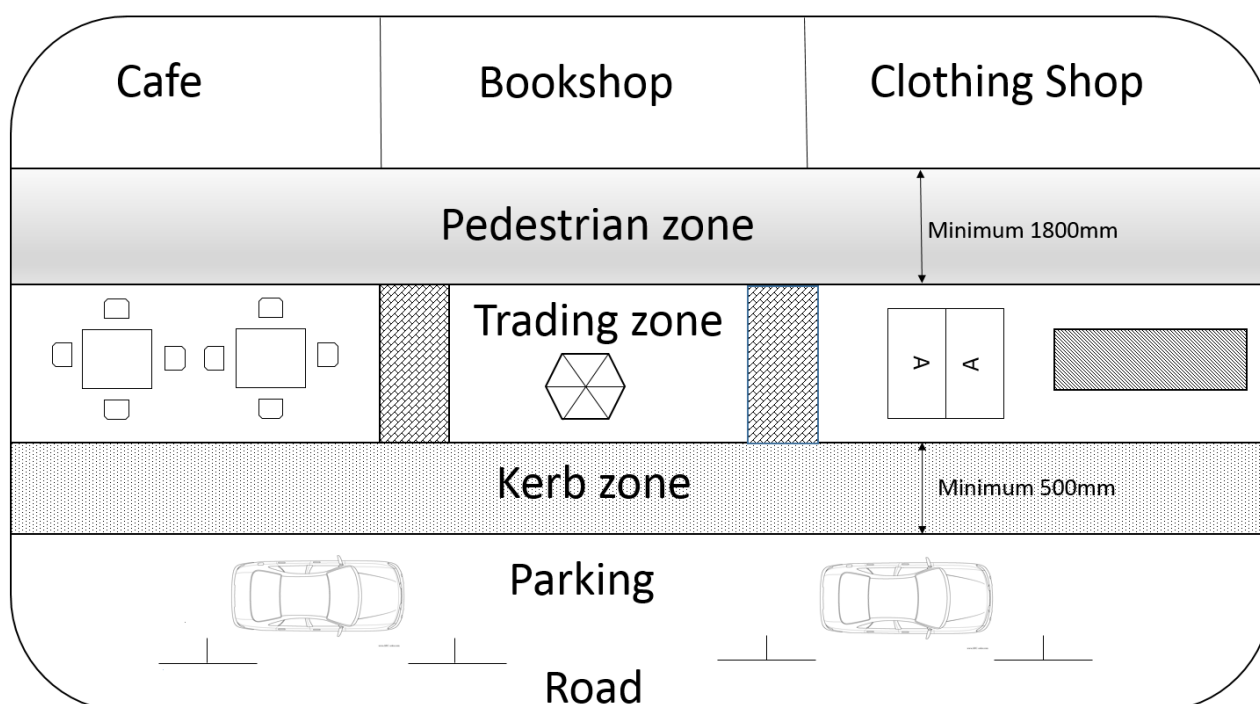 Cafe
Bookshop
Clothing Shop
Pedestrian zone
Minimum 1800mm
Trading zone
A A
Kerb zone
Minimum 500mm
Parking
Road